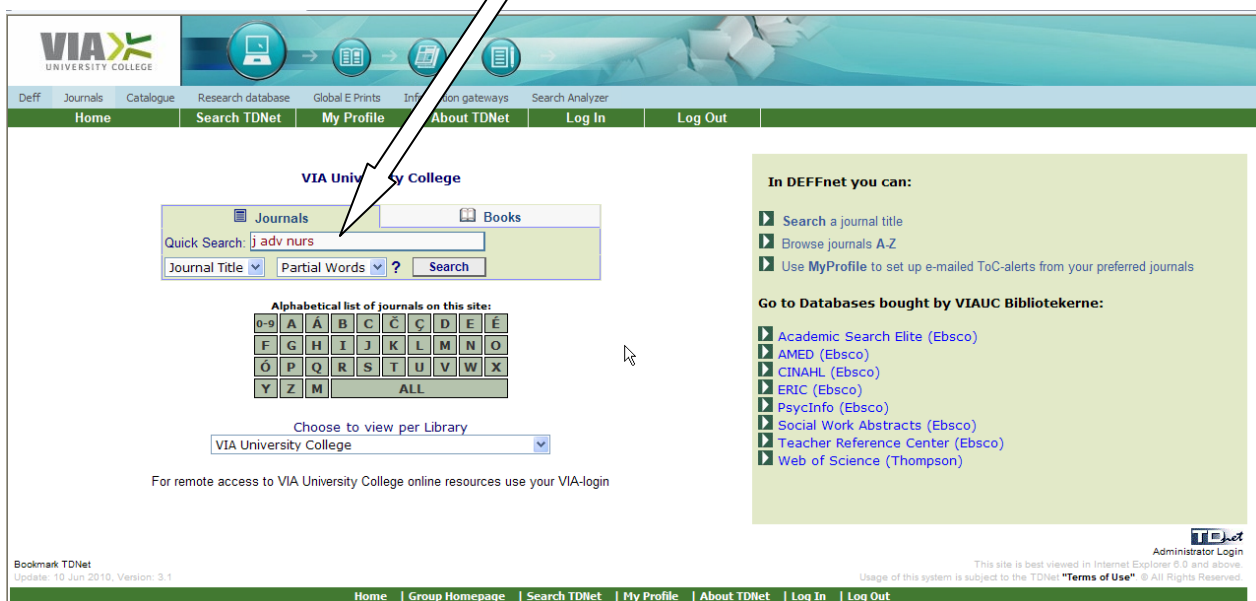 VIA
UNIVERSITY COLLEGE
Deff Journals Catalogue Research database Global E Prints Information gateways Search Analyzer
Home Search TDNet My Profile About TDNet Log In Log Out
VIA University College
Journals Books
Quick Search: j adv nurs
Journal Title Partial Words ? Search
Alphabetical list of journals on this site:
0-9 A Á B C Č Ç D E É
F G H I J K L M N O
Ó P Q R S T U V W X
Y Z М ALL
Choose to view per Library
VIA University College
For remote access to VIA University College online resources use your VIA-login
In DEFFnet you can:
Search a journal title
Browse journals A-Z
Use MyProfile to set up e-mailed ToC-alerts from your preferred journals
Go to Databases bought by VIAUC Bibliotekerne:
Academic Search Elite (Ebsco)
AMED (Ebsco)
CINAHL (Ebsco)
ERIC (Ebsco)
PsycInfo (Ebsco)
Social Work Abstracts (Ebsco)
Teacher Reference Center (Ebsco)
Web of Science (Thompson)
TDnet
Administrator Login
Bookmark TDNet
This site is best viewed in Internet Explorer 6.0 and above.
Update: 10 Jun 2010, Version: 3.1
Usage of this system is subject to the TDNet "Terms of Use". © All Rights Reserved.
Home | Group Homepage | Search TDNet | My Profile | About TDNet | Log In | Log Out